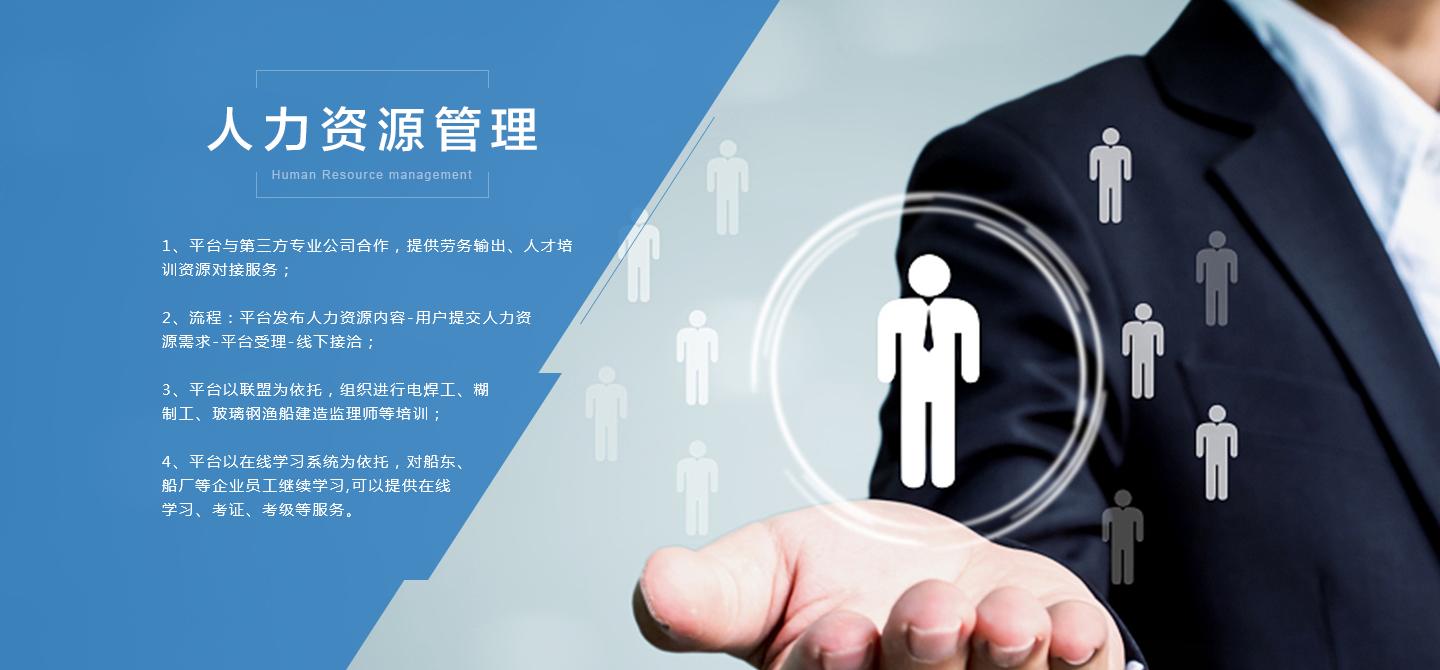 人力资源管理
Human Resource management
1、平台与第三方专业公司合作，提供劳务输出、人才培
训资源对接服务；
2、流程：平台发布人力资源内容-用户提交人力资
源需求-平台受理-线下接洽；
3、平台以联盟为依托，组织进行电焊工、糊
制工、玻璃钢渔船建造监理师等培训；
4、平台以在线学习系统为依托，对船东、
船厂等企业员工继续学习,可以提供在线
学习、考证、考级等服务。